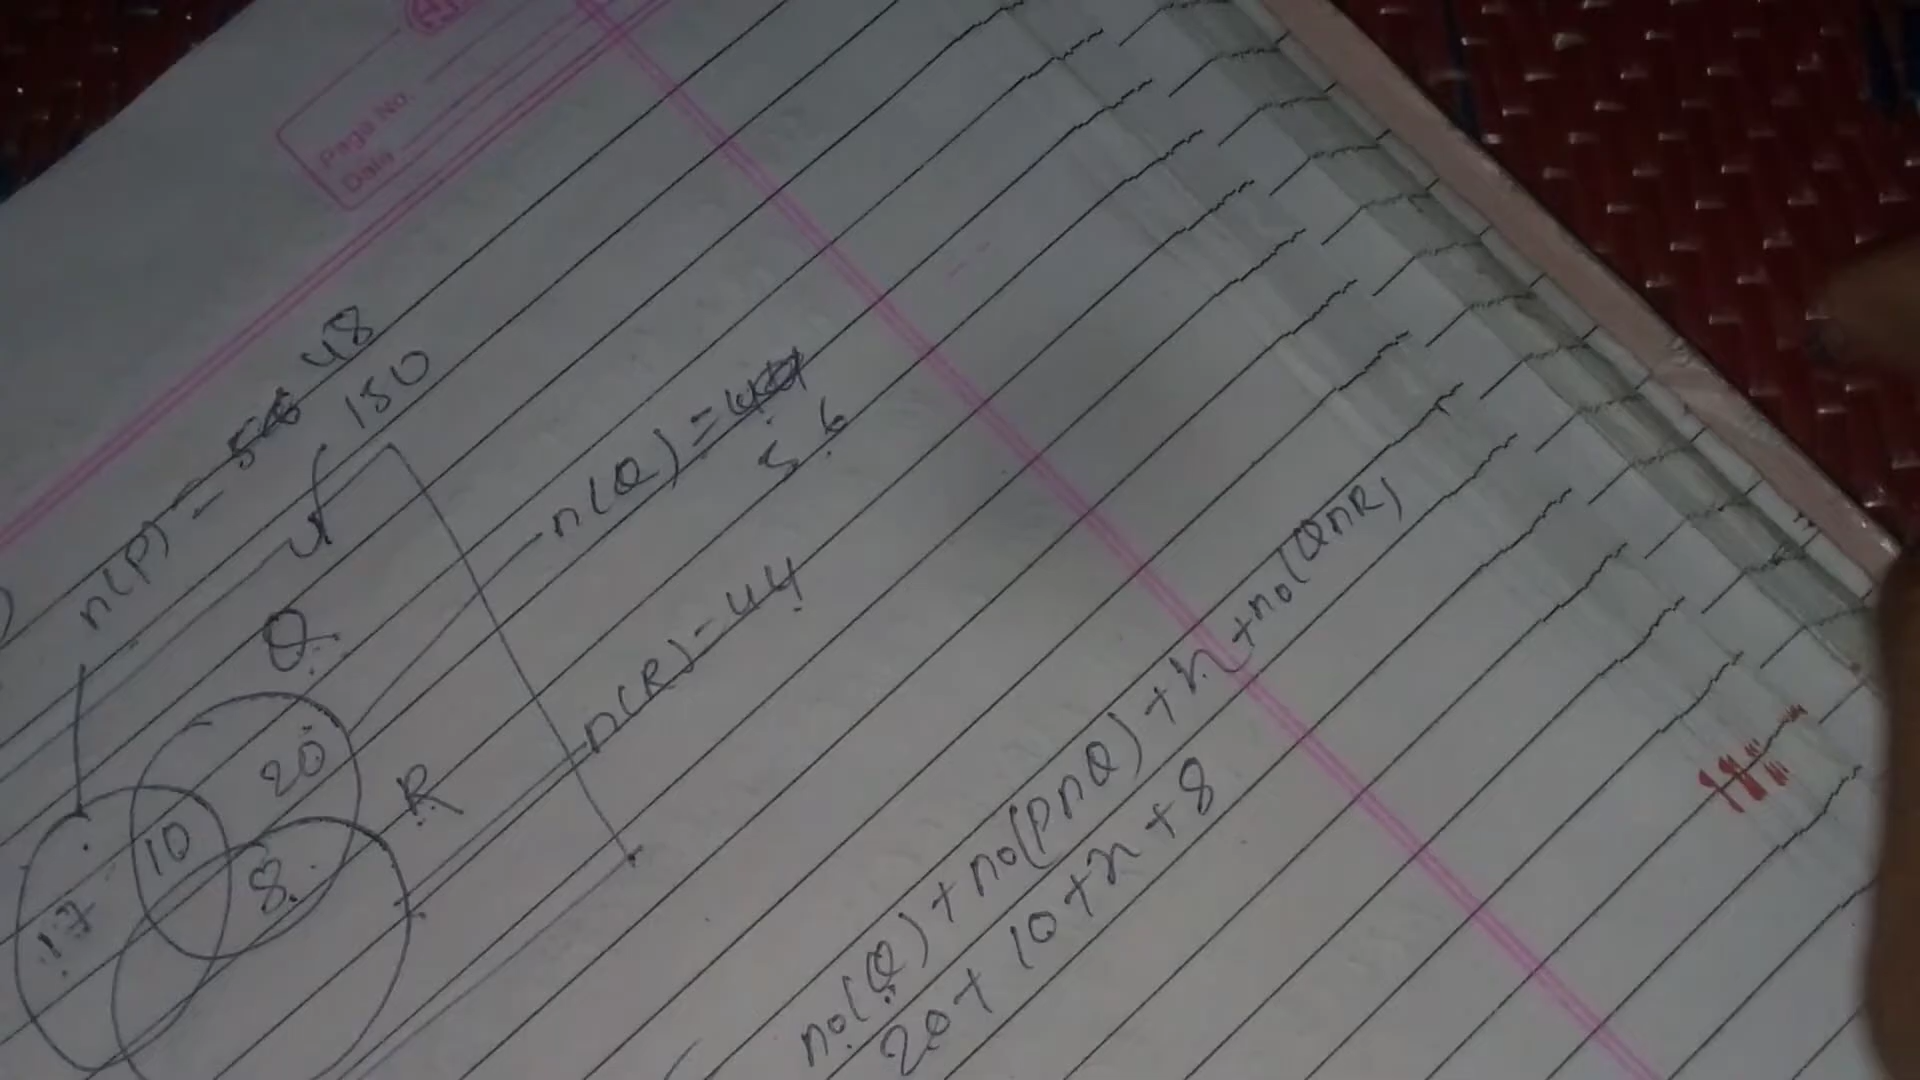 Page No.
Date
n(P) = 48
U 150
Q
n(Q) = 56
n(R) = 44
20
R
10
8
17
no(Q) + no(P∩Q) + x + no(Q∩R)
20 + 10 + x + 8